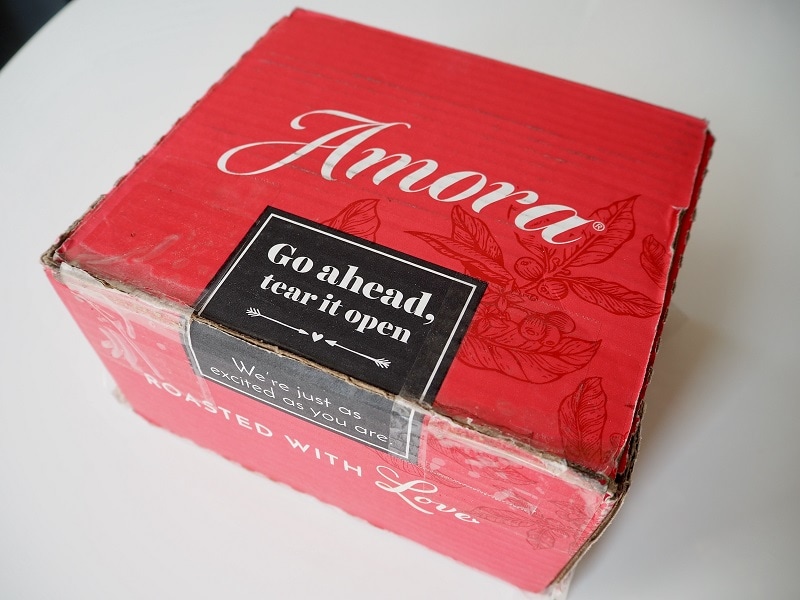 Amora®
Go ahead,
tear it open
We're just as
excited as you are.
ROASTED WITH Love